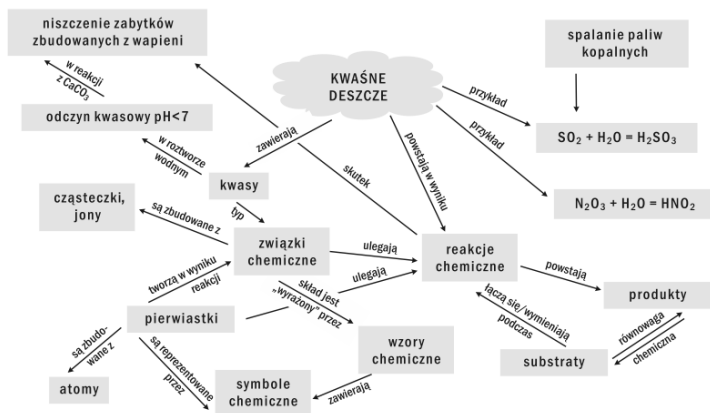 niszczenie zabytków
zbudowanych z wapieni
spalanie paliw
kopalnych
KWAŚNE
DESZCZE
w reakcji
z CaCO₃
przykład
odczyn kwasowy pH<7
zawierają
przykład
SO₂ + H₂O = H₂SO₃
w roztworze
wodnym
powstają w wyniku
skutek
kwasy
cząsteczki,
jony
są zbudowane z
typ
N₂O₃ + H₂O = HNO₂
związki
chemiczne
ulegają
reakcje
chemiczne
powstają
tworzą w wyniku
reakcji
ulegają
skład jest
„wyrażony” przez
łączą się/wymieniają
podczas
produkty
pierwiastki
są zbudo-
wane z
są reprezentowane
przez
wzory
chemiczne
równowaga
chemiczna
substraty
atomy
symbole
chemiczne
zawierają